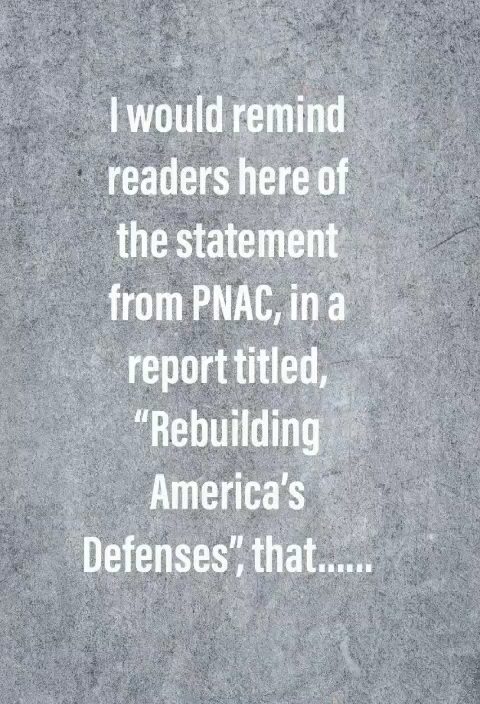 I would remind
readers here of
the statement
from PNAC, in a
report titled,
“Rebuilding
America’s
Defenses”, that......